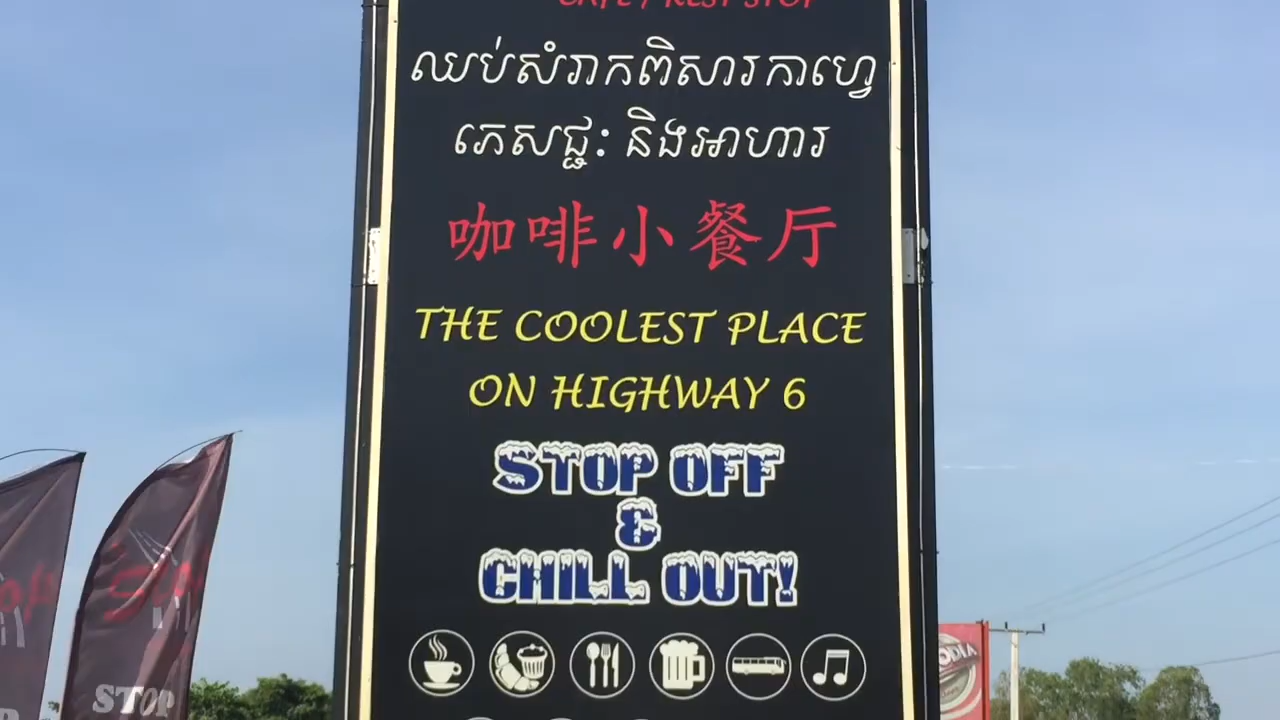 CAFE / REST STOP
ឈប់សំរាកពិសារកាហ្វេ
ភេសជ្ជៈ និងអាហារ
咖啡小餐厅
THE COOLEST PLACE
ON HIGHWAY 6
STOP OFF
&
CHILL OUT!
STOP